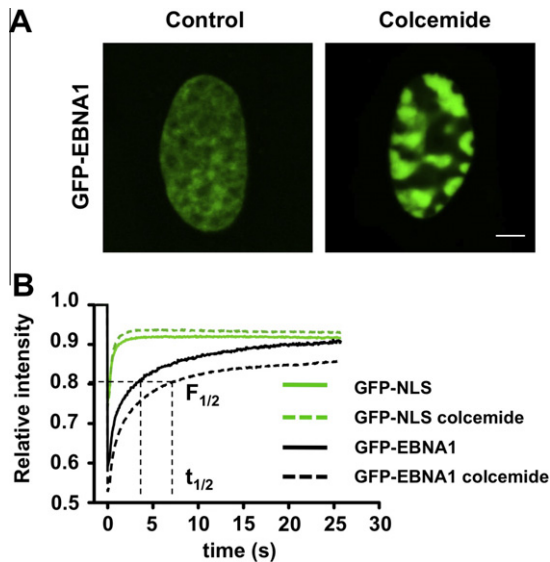 A
Control Colcemide
GFP-EBNA1
B
Relative intensity
1.0
0.9
0.8
0.7
0.6
0.5
F1/2
t1/2
GFP-NLS
GFP-NLS colcemide
GFP-EBNA1
GFP-EBNA1 colcemide
0 5 10 15 20 25 30
time (s)